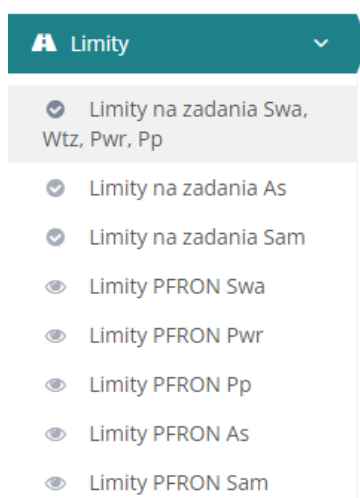 Limity
Limity na zadania Swa,
Wtz, Pwr, Pp
Limity na zadania As
Limity na zadania Sam
Limity PFRON Swa
Limity PFRON Pwr
Limity PFRON Pp
Limity PFRON As
Limity PFRON Sam